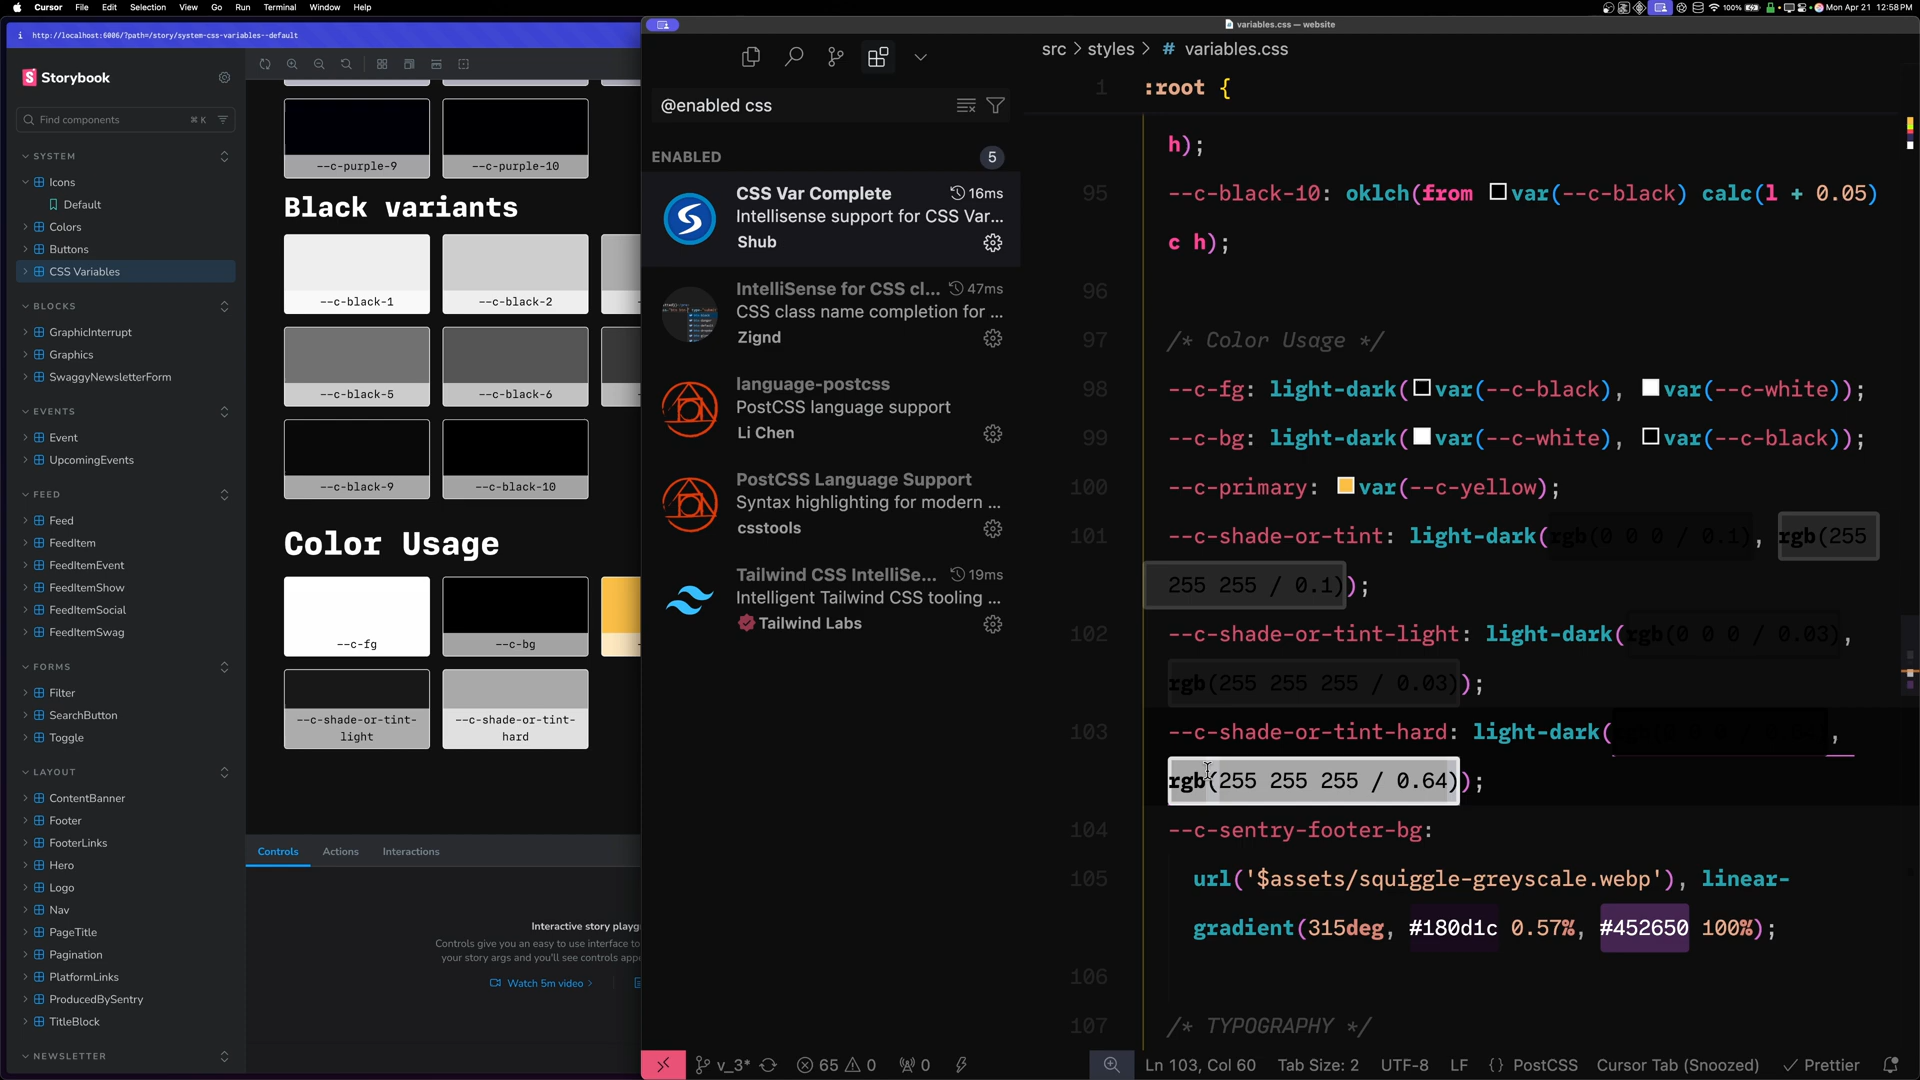 Cursor File Edit Selection View Go Run Terminal Window Help
100% Mon Apr 21 12:58 PM
http://localhost:6006/?path=/story/system-css-variables--default
Storybook
Find components ⌘ K
SYSTEM
Icons
Default
Colors
Buttons
CSS Variables
BLOCKS
GraphicInterrupt
Graphics
SwaggyNewsletterForm
EVENTS
Event
UpcomingEvents
FEED
Feed
FeedItem
FeedItemEvent
FeedItemShow
FeedItemSocial
FeedItemSwag
FORMS
Filter
SearchButton
Toggle
LAYOUT
ContentBanner
Footer
FooterLinks
Hero
Logo
Nav
PageTitle
Pagination
PlatformLinks
ProducedBySentry
TitleBlock
NEWSLETTER
--c-purple-9
--c-purple-10
Black variants
--c-black-1
--c-black-2
--c-black-5
--c-black-6
--c-black-9
--c-black-10
Color Usage
--c-fg
--c-bg
--c-shade-or-tint-
light
--c-shade-or-tint-
hard
Controls Actions Interactions
Interactive story playg
Controls give you an easy to use interface to
your story args and you'll see controls app
Watch 5m video
variables.css — website
@enabled css
ENABLED 5
CSS Var Complete 16ms
Intellisense support for CSS Var...
Shub
IntelliSense for CSS cl... 47ms
CSS class name completion for ...
Zignd
language-postcss
PostCSS language support
Li Chen
PostCSS Language Support
Syntax highlighting for modern ...
csstools
Tailwind CSS IntelliSe... 19ms
Intelligent Tailwind CSS tooling ...
Tailwind Labs
src > styles > # variables.css
1 :root {
h);
95 --c-black-10: oklch(from var(--c-black) calc(l + 0.05)
c h);
96
97 /* Color Usage */
98 --c-fg: light-dark(var(--c-black), var(--c-white));
99 --c-bg: light-dark(var(--c-white), var(--c-black));
100 --c-primary: var(--c-yellow);
101 --c-shade-or-tint: light-dark(rgb(0 0 0 / 0.1), rgb(255
255 255 / 0.1));
102 --c-shade-or-tint-light: light-dark(rgb(0 0 0 / 0.03),
rgb(255 255 255 / 0.03));
103 --c-shade-or-tint-hard: light-dark( ,
rgb(255 255 255 / 0.64));
104 --c-sentry-footer-bg:
105 url('$assets/squiggle-greyscale.webp'), linear-
gradient(315deg, #180d1c 0.57%, #452650 100%);
106
107 /* TYPOGRAPHY */
v_3* 65 0 0 Ln 103, Col 60 Tab Size: 2 UTF-8 LF {} PostCSS Cursor Tab (Snoozed) Prettier